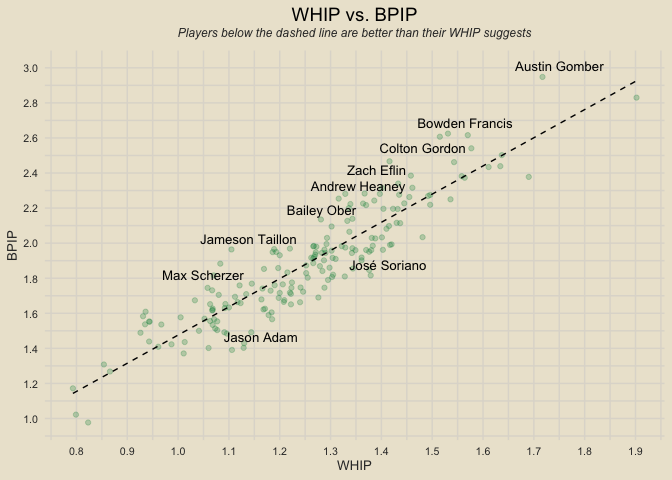 WHIP vs. BPIP
Players below the dashed line are better than their WHIP suggests
Austin Gomber
Bowden Francis
Colton Gordon
Zach Eflin
Andrew Heaney
Bailey Ober
Jameson Taillon
José Soriano
Max Scherzer
Jason Adam
BPIP
3.0
2.8
2.6
2.4
2.2
2.0
1.8
1.6
1.4
1.2
1.0
0.8 0.9 1.0 1.1 1.2 1.3 1.4 1.5 1.6 1.7 1.8 1.9
WHIP